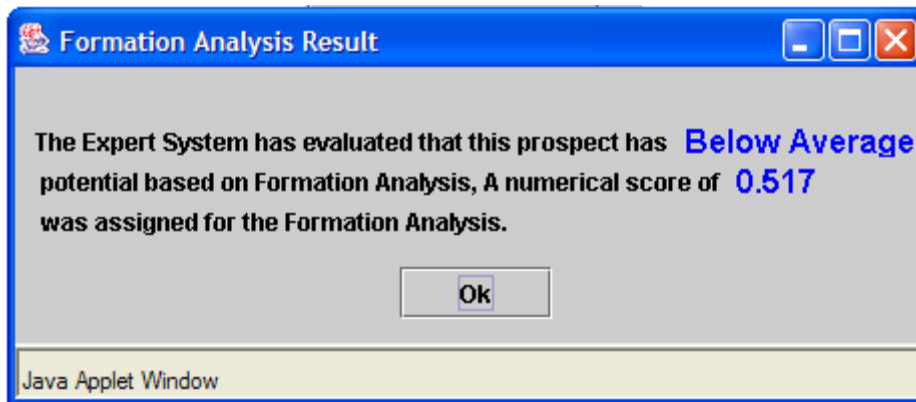 Formation Analysis Result
The Expert System has evaluated that this prospect has Below Average
potential based on Formation Analysis, A numerical score of 0.517
was assigned for the Formation Analysis.
Ok
Java Applet Window